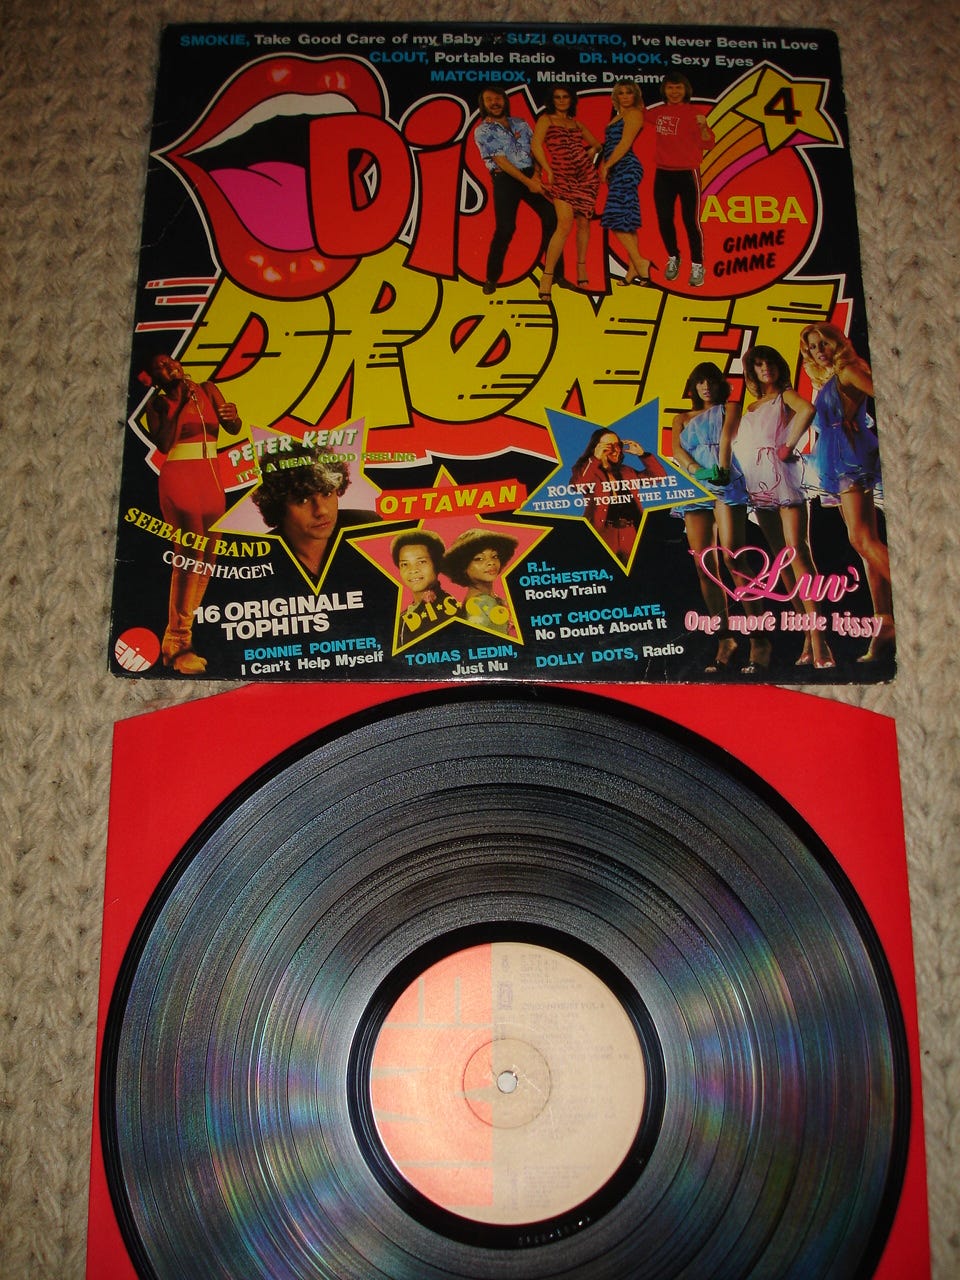 SMOKIE, Take Good Care of my Baby SUZI QUATRO, I've Never Been in Love
CLOUT, Portable Radio DR. HOOK, Sexy Eyes
MATCHBOX, Midnite Dynamo
4
DISKO
ABBA
GIMME
GIMME
DRØNET
PETER KENT
IT'S A REAL GOOD FEELING
OTTAWAN
ROCKY BURNETTE
TIRED OF TOEIN' THE LINE
SEEBACH BAND
COPENHAGEN
D.I.S.CO
R.L.
ORCHESTRA,
Rocky Train
Luv'
One more little kissy
16 ORIGINALE
TOPHITS
HOT CHOCOLATE,
No Doubt About It
BONNIE POINTER,
I Can't Help Myself
TOMAS LEDIN,
Just Nu
DOLLY DOTS, Radio
EMI